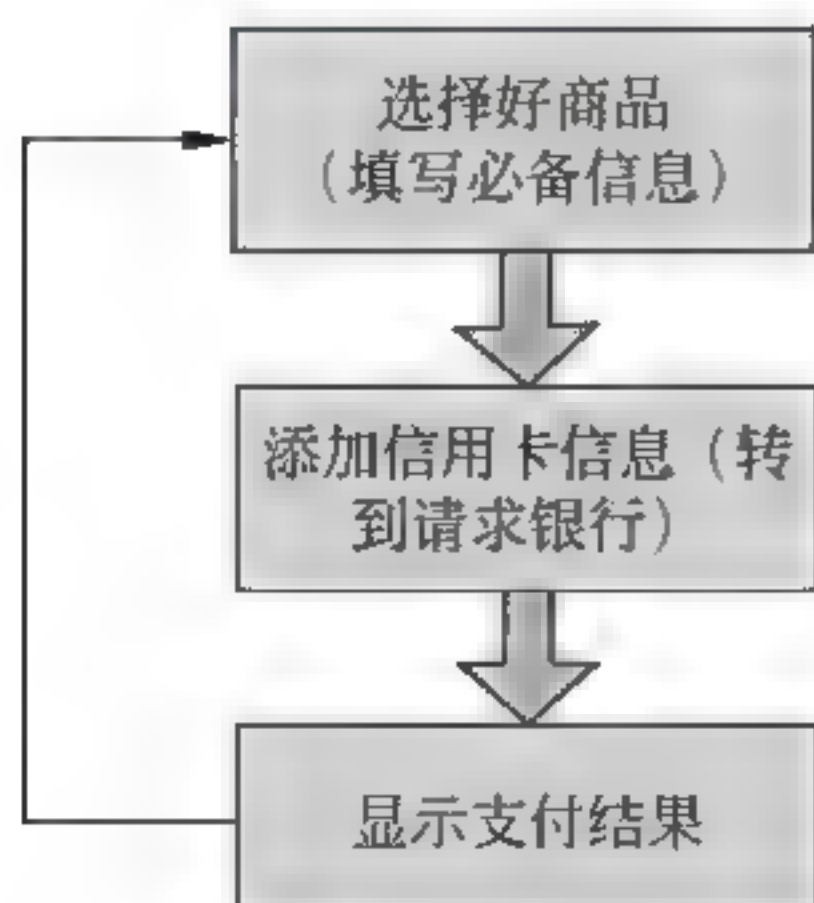 选择好商品
（填写必备信息）
添加信用卡信息（转
到请求银行）
显示支付结果